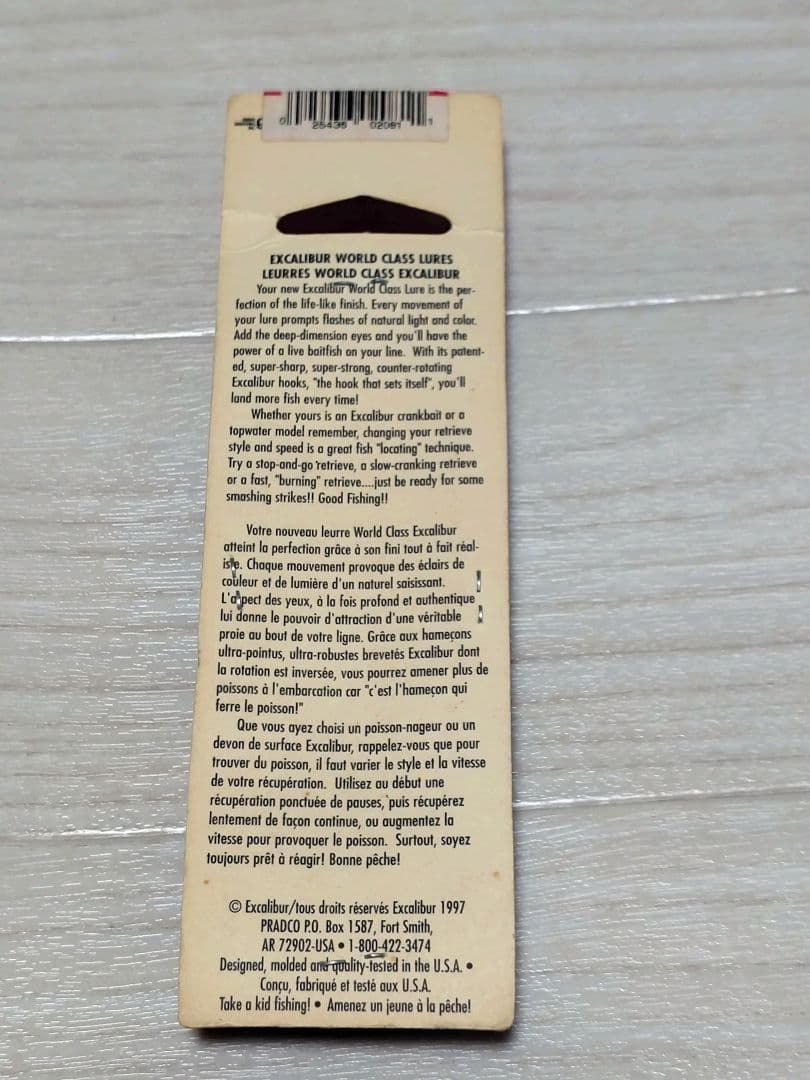 0 25436 02081 1
EXCALIBUR WORLD CLASS LURES
LEURRES WORLD CLASS EXCALIBUR
Your new Excalibur World Class Lure is the per-
fection of the life-like finish. Every movement of
your lure prompts flashes of natural light and color.
Add the deep-dimension eyes and you'll have the
power of a live baitfish on your line. With its patent-
ed, super-sharp, super-strong, counter-rotating
Excalibur hooks, "the hook that sets itself", you'll
land more fish every time!
Whether yours is an Excalibur crankbait or a
topwater model remember, changing your retrieve
style and speed is a great fish "locating" technique.
Try a stop-and-go retrieve, a slow-cranking retrieve
or a fast, "burning" retrieve....just be ready for some
smashing strikes!! Good Fishing!!
Votre nouveau leurre World Class Excalibur
atteint la perfection grâce à son fini tout à fait réal-
iste. Chaque mouvement provoque des éclairs de
couleur et de lumière d'un naturel saisissant.
L'aspect des yeux, à la fois profond et authentique
lui donne le pouvoir d'attraction d'une véritable
proie au bout de votre ligne. Grâce aux hameçons
ultra-pointus, ultra-robustes brevetés Excalibur dont
la rotation est inversée, vous pourrez amener plus de
poissons à l'embarcation car "c'est l'hameçon qui
ferre le poisson!"
Que vous ayez choisi un poisson-nageur ou un
devon de surface Excalibur, rappelez-vous que pour
trouver du poisson, il faut varier le style et la vitesse
de votre récupération. Utilisez au début une
récupération ponctuée de pauses, puis récupérez
lentement de façon continue, ou augmentez la
vitesse pour provoquer le poisson. Surtout, soyez
toujours prêt à réagir! Bonne pêche!
© Excalibur/tous droits réservés Excalibur 1997
PRADCO P.O. Box 1587, Fort Smith,
AR 72902-USA • 1-800-422-3474
Designed, molded and quality-tested in the U.S.A. •
Conçu, fabriqué et testé aux U.S.A.
Take a kid fishing! • Amenez un jeune à la pêche!